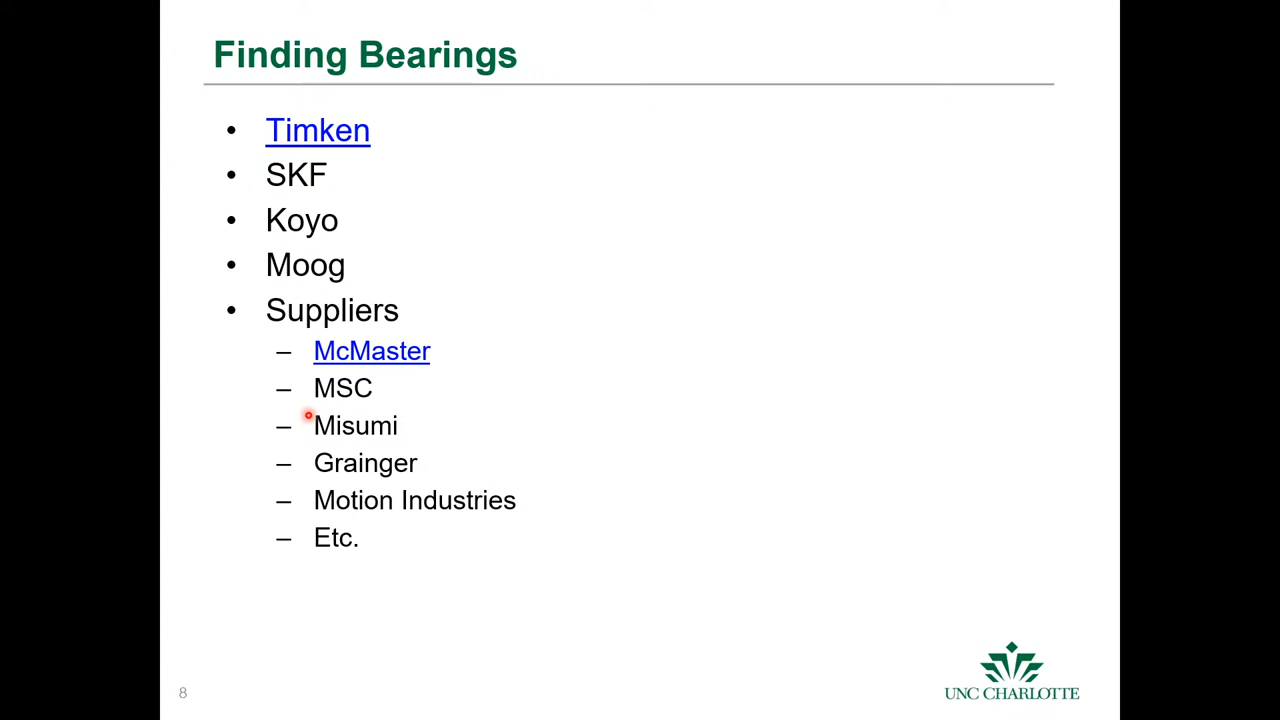 Finding Bearings
• Timken
• SKF
• Koyo
• Moog
• Suppliers
– McMaster
– MSC
– Misumi
– Grainger
– Motion Industries
– Etc.
8
UNC CHARLOTTE